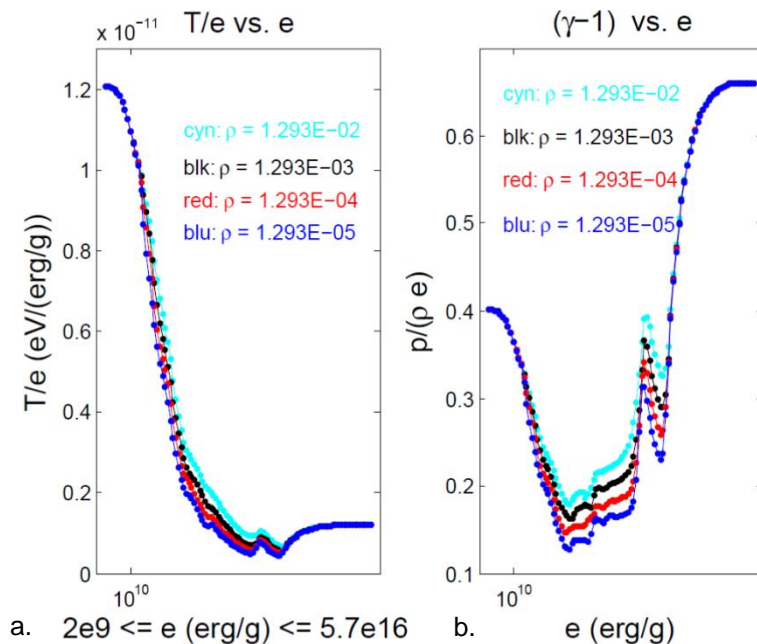 T/e vs. e
x 10⁻¹¹
T/e (eV/(erg/g))
1.2
1
0.8
0.6
0.4
0.2
0
cyn: ρ = 1.293E−02
blk: ρ = 1.293E−03
red: ρ = 1.293E−04
blu: ρ = 1.293E−05
10¹⁰
a. 2e9 <= e (erg/g) <= 5.7e16
(γ−1) vs. e
p/(ρ e)
0.6
0.5
0.4
0.3
0.2
0.1
cyn: ρ = 1.293E−02
blk: ρ = 1.293E−03
red: ρ = 1.293E−04
blu: ρ = 1.293E−05
10¹⁰
b. e (erg/g)